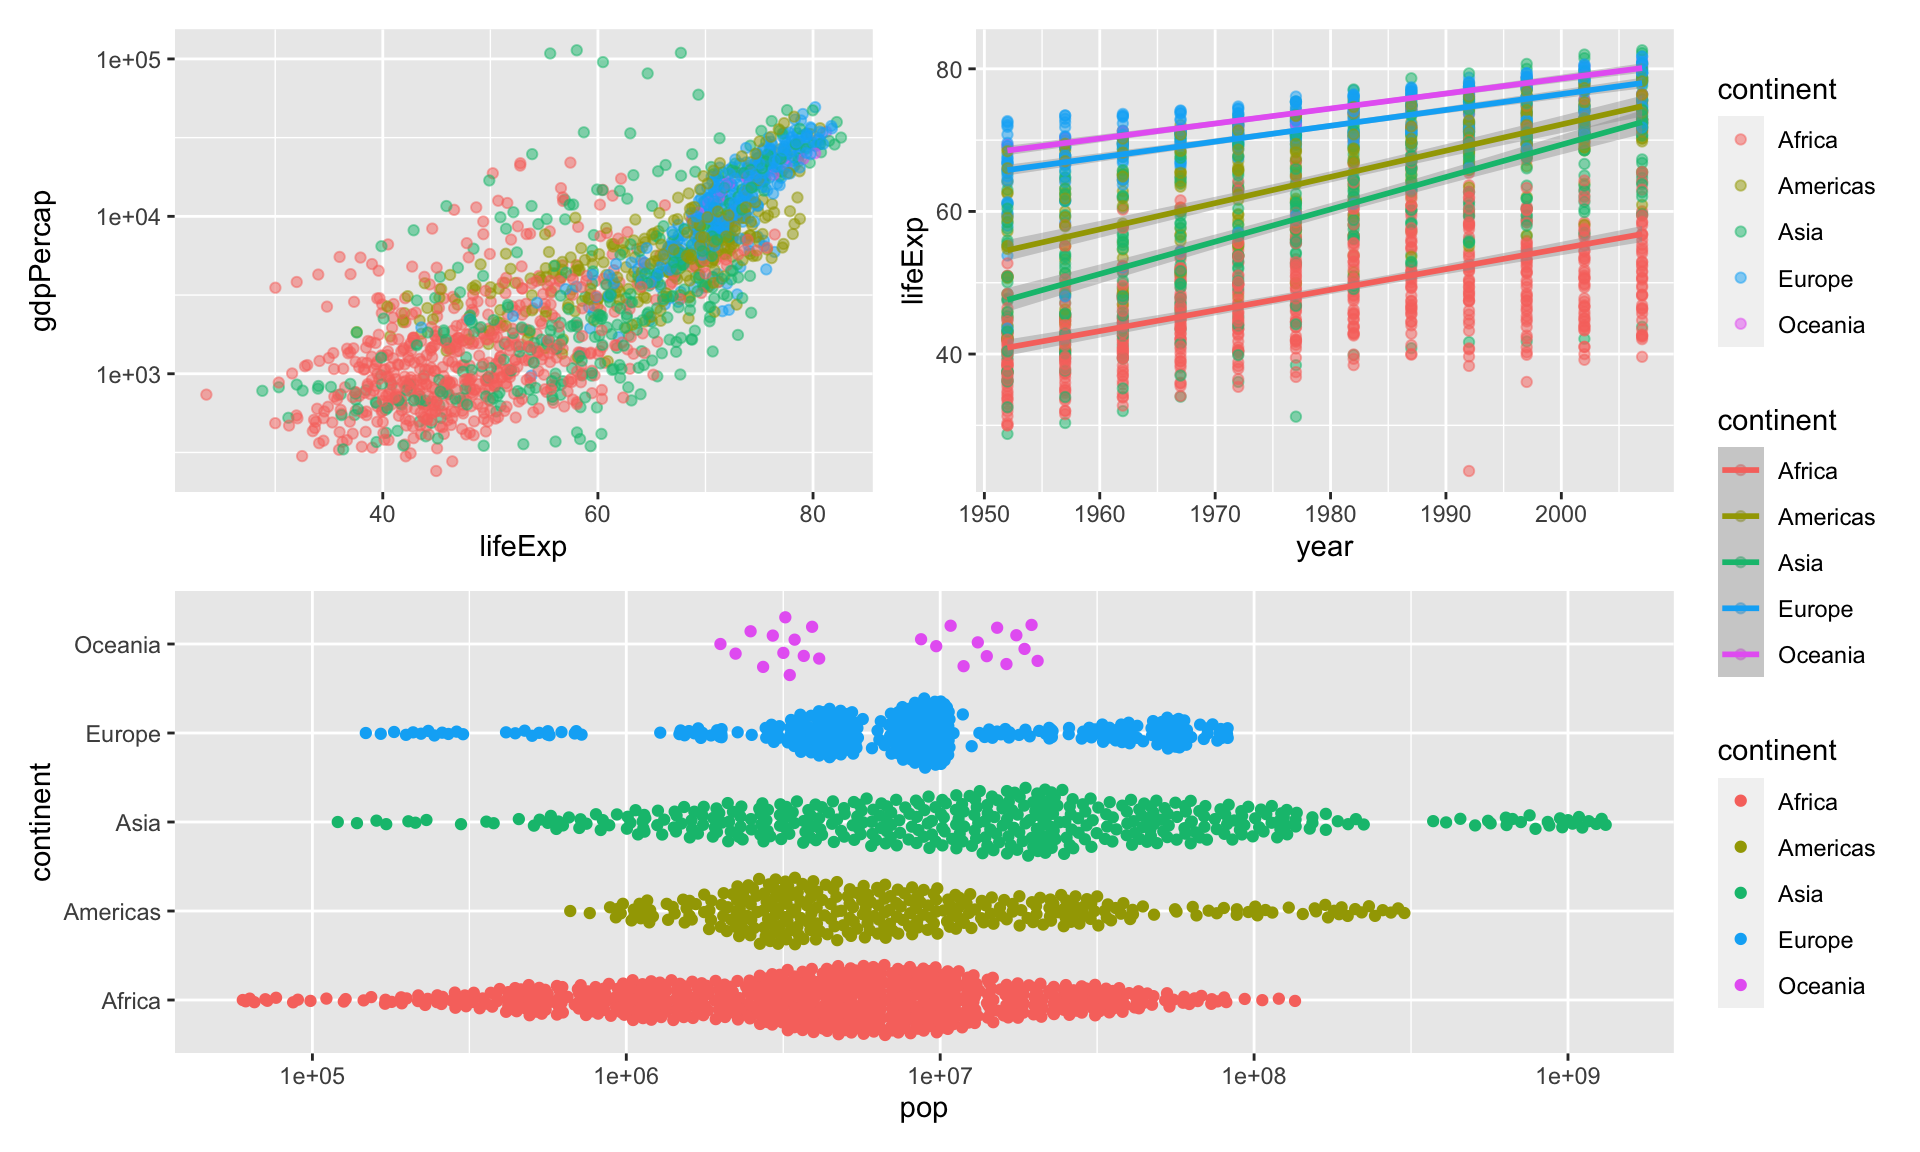 gdpPercap
1e+05
1e+04
1e+03
40 60 80
lifeExp
lifeExp
80
60
40
1950 1960 1970 1980 1990 2000
year
continent
Oceania
Europe
Asia
Americas
Africa
1e+05 1e+06 1e+07 1e+08 1e+09
pop
continent
Africa
Americas
Asia
Europe
Oceania
continent
Africa
Americas
Asia
Europe
Oceania
continent
Africa
Americas
Asia
Europe
Oceania